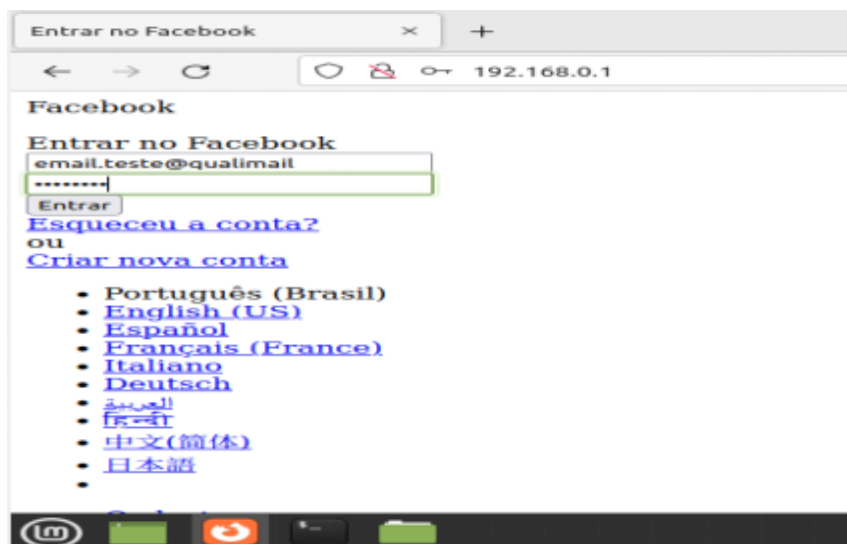 Entrar no Facebook
192.168.0.1
Facebook
Entrar no Facebook
email.teste@qualimail
Entrar
Esqueceu a conta?
ou
Criar nova conta
Português (Brasil)
English (US)
Español
Français (France)
Italiano
Deutsch
العربية
हिन्दी
中文(简体)
日本語